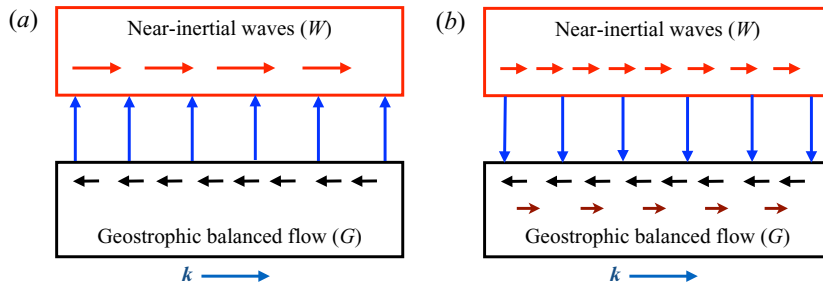 (a)
Near-inertial waves (W)
Geostrophic balanced flow (G)
k
(b)
Near-inertial waves (W)
Geostrophic balanced flow (G)
k